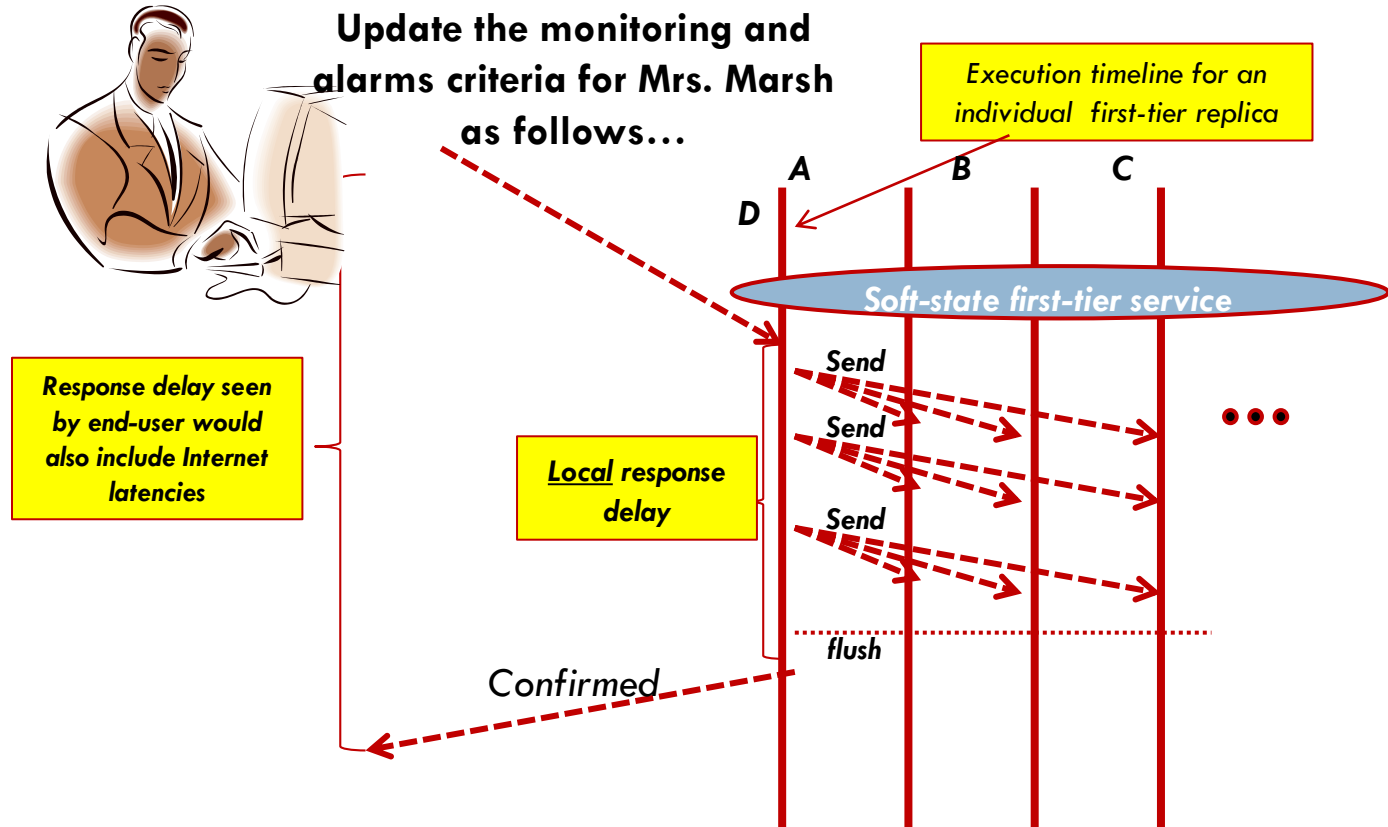 Update the monitoring and
alarms criteria for Mrs. Marsh
as follows…
Execution timeline for an
individual first-tier replica
A
B
C
D
Soft-state first-tier service
Send
Response delay seen
by end-user would
also include Internet
latencies
Send
Local response
delay
Send
flush
Confirmed